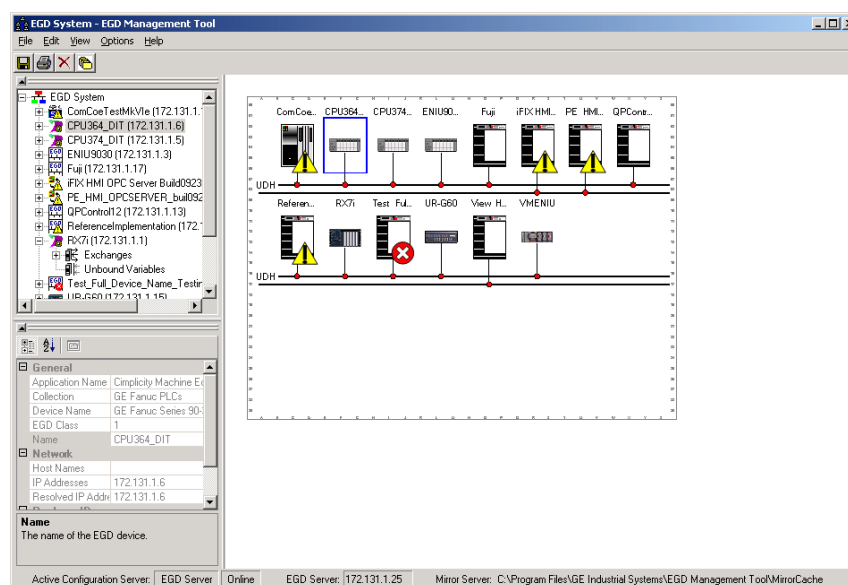 EGD System - EGD Management Tool
File Edit View Options Help
EGD System
ComCoeTestMkVIe (172.131.1.
CPU364_DIT (172.131.1.6)
CPU374_DIT (172.131.1.5)
ENIU9030 (172.131.1.3)
Fuji (172.131.1.17)
iFIX HMI OPC Server Build0923
PE_HMI_OPCSERVER_buil092
QPControl12 (172.131.1.13)
ReferenceImplementation (172.
RX7i (172.131.1.1)
Exchanges
Unbound Variables
Test_Full_Device_Name_Testir
UR-G60 (172.131.1.15)
General
Application Name Cimplicity Machine Ec
Collection GE Fanuc PLCs
Device Name GE Fanuc Series 90-
EGD Class 1
Name CPU364_DIT
Network
Host Names
IP Addresses 172.131.1.6
Resolved IP Addre 172.131.1.6
Name
The name of the EGD device.
ComCoe... CPU364... CPU374... ENIU90... Fuji iFIX HMI... PE_HMI... QPContr...
UDH
Referen... RX7i Test_Ful... UR-G60 View H... VMENIU
UDH
Active Configuration Server: EGD Server Online EGD Server: 172.131.1.25 Mirror Server: C:\Program Files\GE Industrial Systems\EGD Management Tool\MirrorCache